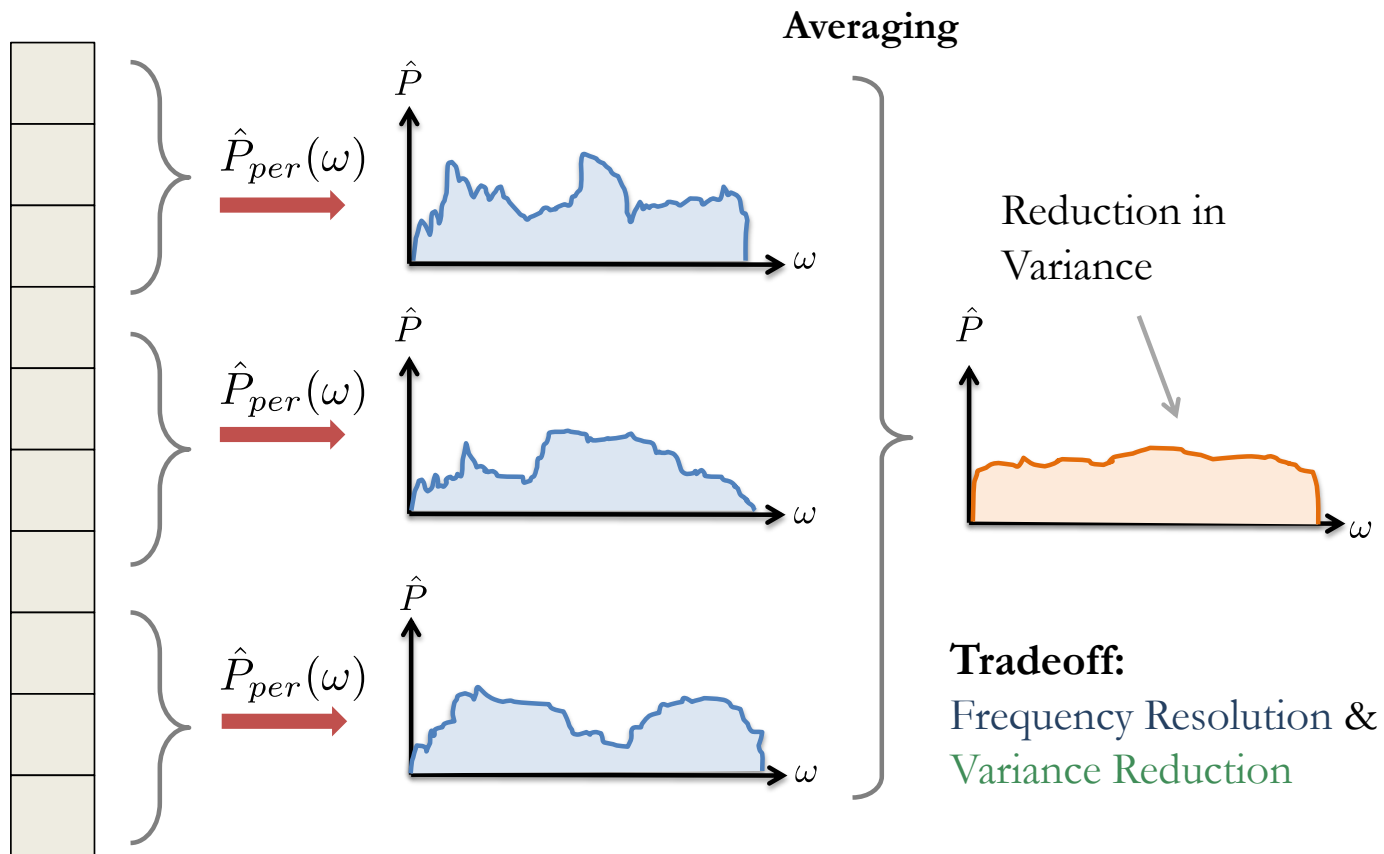 Averaging
P̂
P̂_per(ω)
ω
Reduction in
Variance
P̂
P̂_per(ω)
ω
P̂
ω
P̂
P̂_per(ω)
ω
Tradeoff:
Frequency Resolution &
Variance Reduction